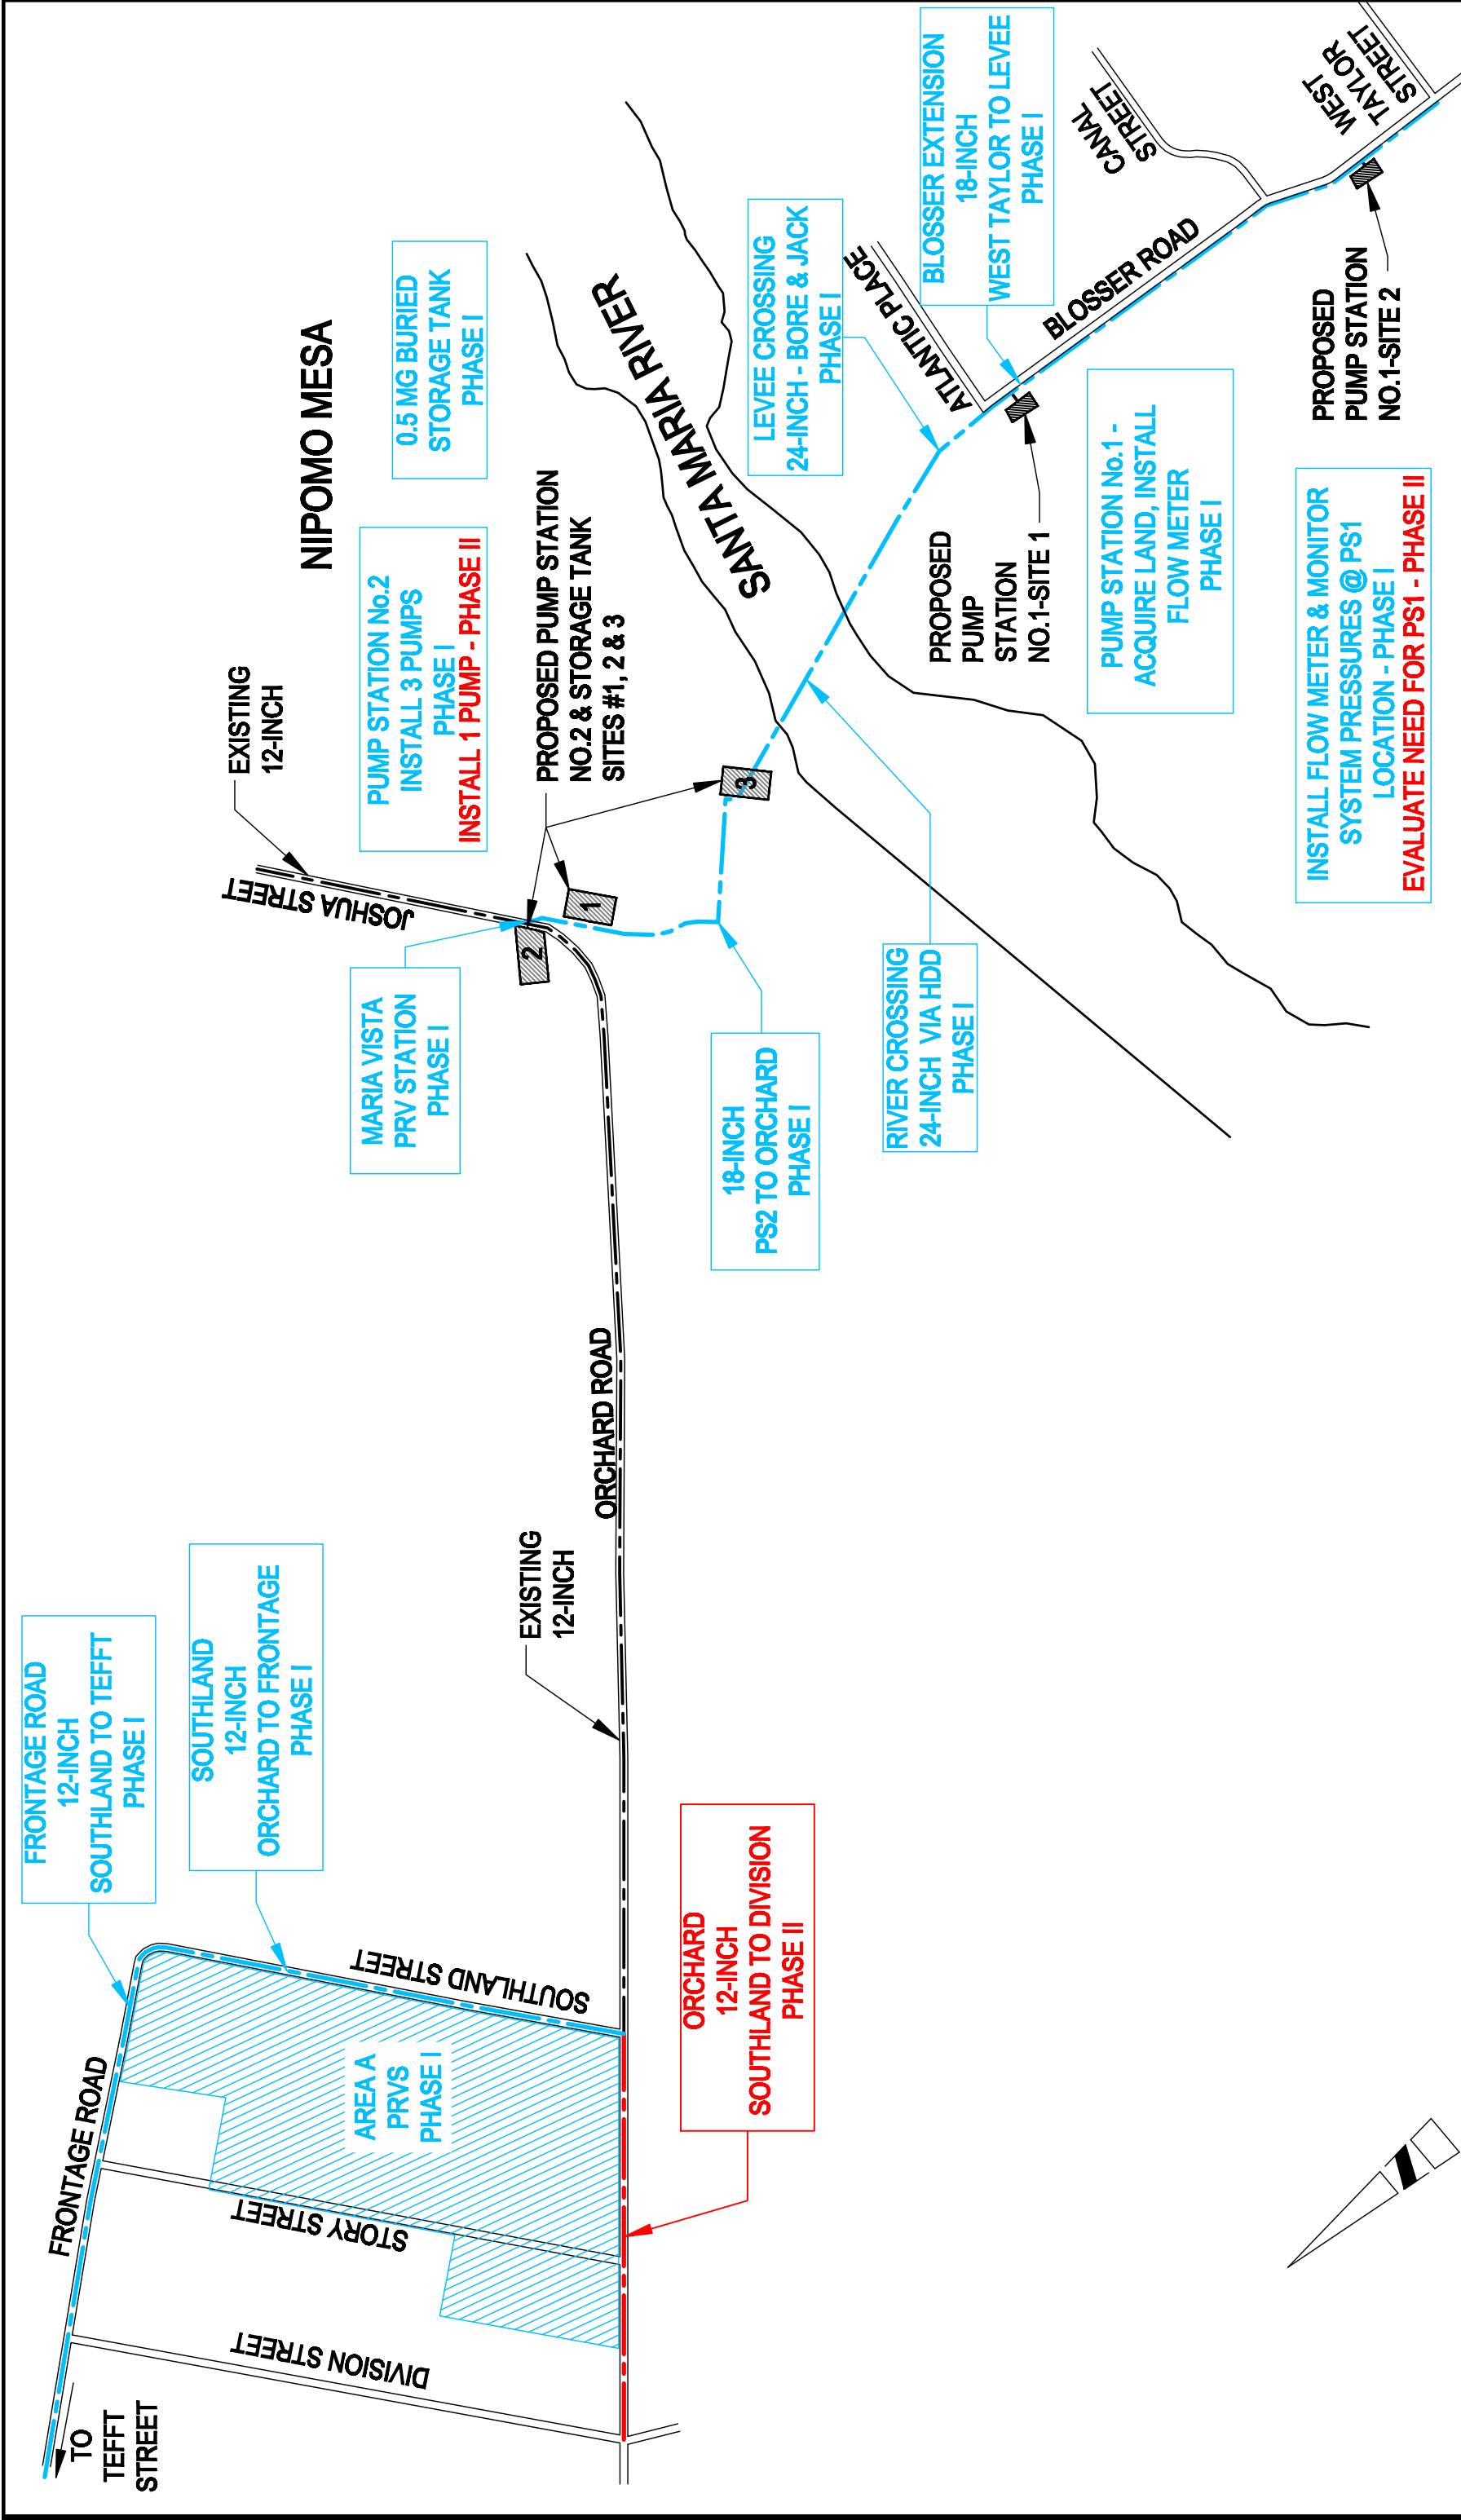 FRONTAGE ROAD
12-INCH
SOUTHLAND TO TEFFT
PHASE I
SOUTHLAND
12-INCH
ORCHARD TO FRONTAGE
PHASE I
TO
TEFFT
STREET
FRONTAGE ROAD
DIVISION STREET
STORY STREET
SOUTHLAND STREET
AREA A
PRVS
PHASE I
ORCHARD
12-INCH
SOUTHLAND TO DIVISION
PHASE II
EXISTING
12-INCH
ORCHARD ROAD
MARIA VISTA
PRV STATION
PHASE I
18-INCH
PS2 TO ORCHARD
PHASE I
RIVER CROSSING
24-INCH VIA HDD
PHASE I
JOSHUA STREET
EXISTING
12-INCH
2
1
3
NIPOMO MESA
PUMP STATION No.2
INSTALL 3 PUMPS
PHASE I
INSTALL 1 PUMP - PHASE II
0.5 MG BURIED
STORAGE TANK
PHASE I
PROPOSED PUMP STATION
NO.2 & STORAGE TANK
SITES #1, 2 & 3
SANTA MARIA RIVER
LEVEE CROSSING
24-INCH - BORE & JACK
PHASE I
BLOSSER EXTENSION
18-INCH
WEST TAYLOR TO LEVEE
PHASE I
ATLANTIC PLACE
BLOSSER ROAD
CANAL
STREET
WEST
TAYLOR
STREET
PROPOSED
PUMP
STATION
NO.1-SITE 1
PUMP STATION No.1 -
ACQUIRE LAND, INSTALL
FLOW METER
PHASE I
PROPOSED
PUMP STATION
NO.1-SITE 2
INSTALL FLOW METER & MONITOR
SYSTEM PRESSURES @ PS1
LOCATION - PHASE I
EVALUATE NEED FOR PS1 - PHASE II